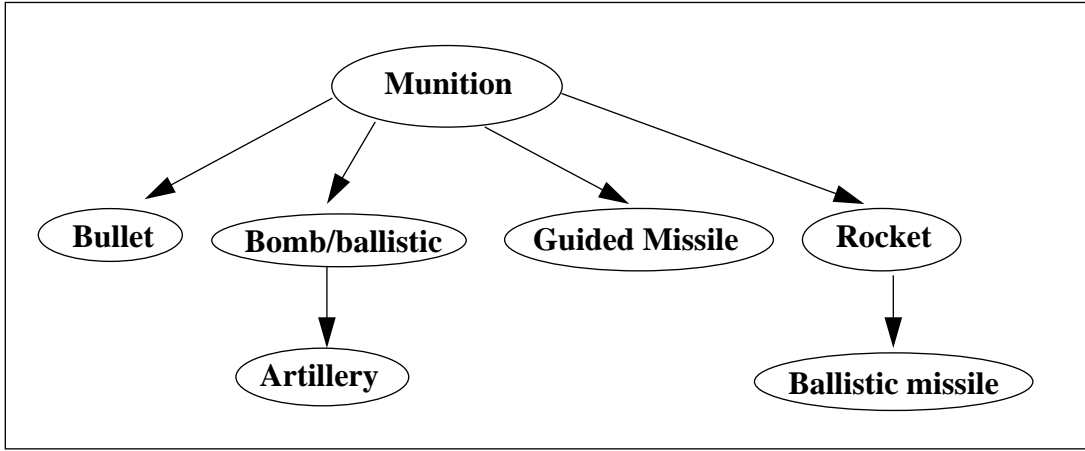 Munition
Bullet
Bomb/ballistic
Guided Missile
Rocket
Artillery
Ballistic missile